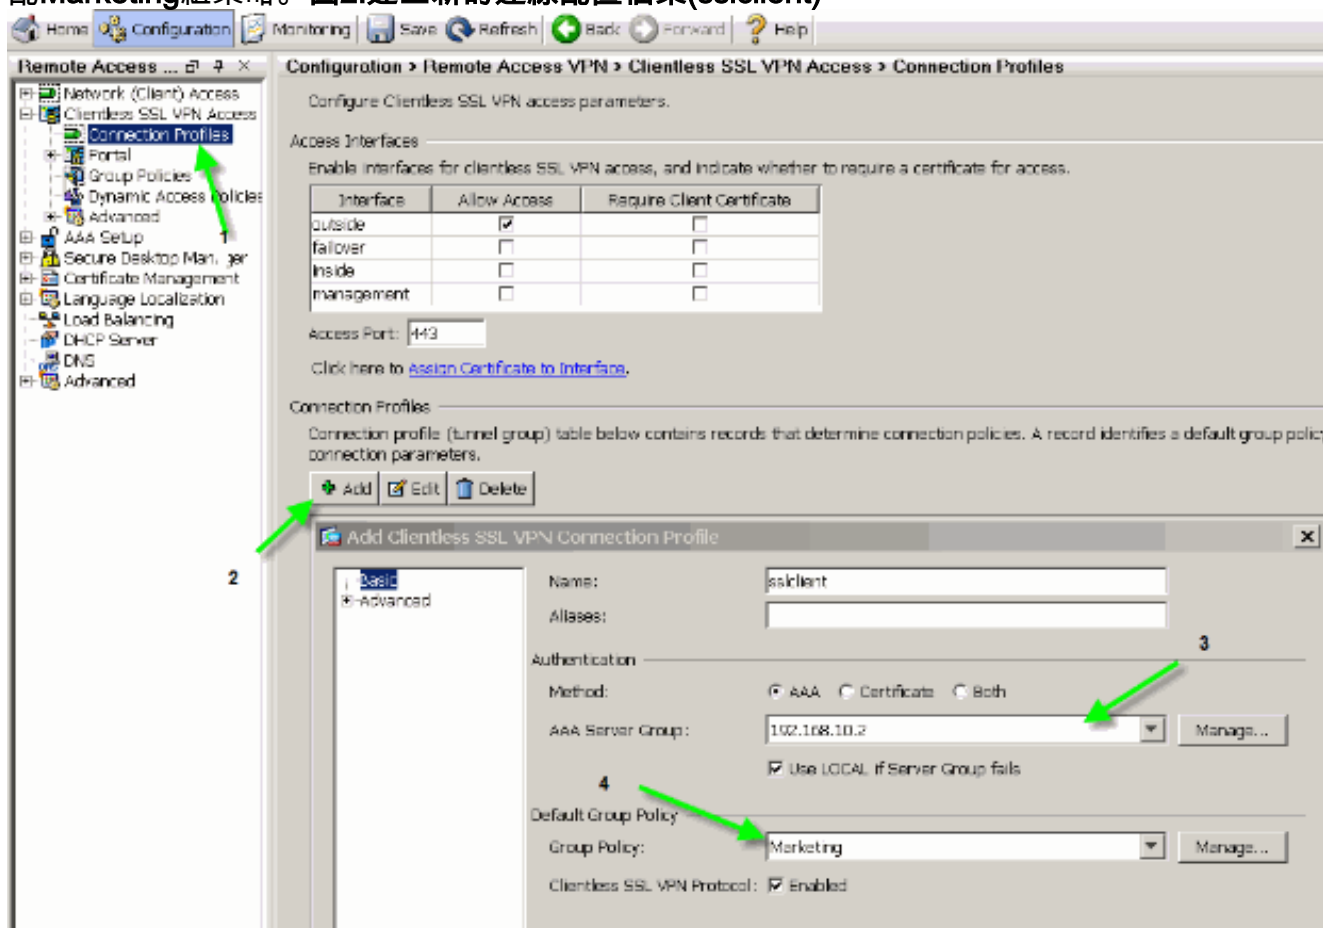 Marketing
(sslclient)
Home Configuration Monitoring Save Refresh Back Forward Help
Remote Access ...
Configuration > Remote Access VPN > Clientless SSL VPN Access > Connection Profiles
Network (Client) Access
Clientless SSL VPN Access
Connection Profiles
Portal
Group Policies
Dynamic Access Policies
Advanced
1
AAA Setup
Secure Desktop Man
Certificate Management
Language Localization
Load Balancing
DHCP Server
DNS
Advanced
Configure Clientless SSL VPN access parameters.
Access Interfaces
Enable interfaces for clientless SSL VPN access, and indicate whether to require a certificate for access.
Interface Allow Access Require Client Certificate
outside
failover
inside
management
Access Port: 443
Click here to Assign Certificate to Interface.
Connection Profiles
Connection profile (tunnel group) table below contains records that determine connection policies. A record identifies a default group policy
connection parameters.
Add Edit Delete
2
Add Clientless SSL VPN Connection Profile
Basic
Advanced
Name: sslclient
Aliases:
3
Authentication
Method: AAA Certificate Both
AAA Server Group: 192.168.10.2 Manage...
Use LOCAL if Server Group fails
4
Default Group Policy
Group Policy: Marketing Manage...
Clientless SSL VPN Protocol: Enabled